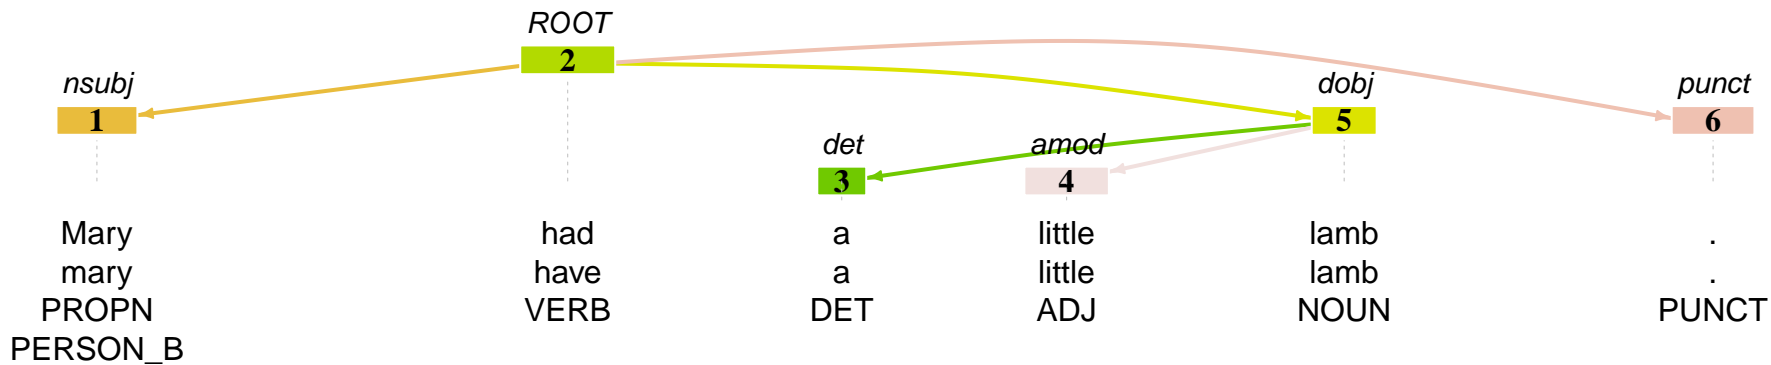 ROOT
2
nsubj dobj punct
1 5 6
det amod
3 4
Mary had a little lamb .
mary have a little lamb .
PROPN VERB DET ADJ NOUN PUNCT
PERSON_B